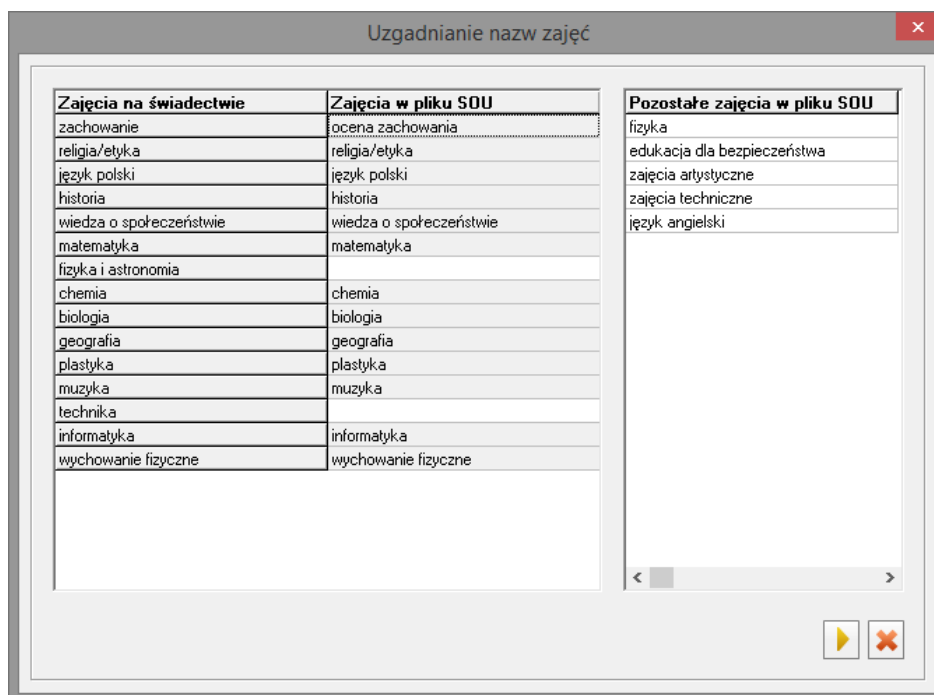 Uzgadnianie nazw zajęć
Zajęcia na świadectwie Zajęcia w pliku SOU
zachowanie ocena zachowania
religia/etyka religia/etyka
język polski język polski
historia historia
wiedza o społeczeństwie wiedza o społeczeństwie
matematyka matematyka
fizyka i astronomia
chemia chemia
biologia biologia
geografia geografia
plastyka plastyka
muzyka muzyka
technika
informatyka informatyka
wychowanie fizyczne wychowanie fizyczne
Pozostałe zajęcia w pliku SOU
fizyka
edukacja dla bezpieczeństwa
zajęcia artystyczne
zajęcia techniczne
język angielski